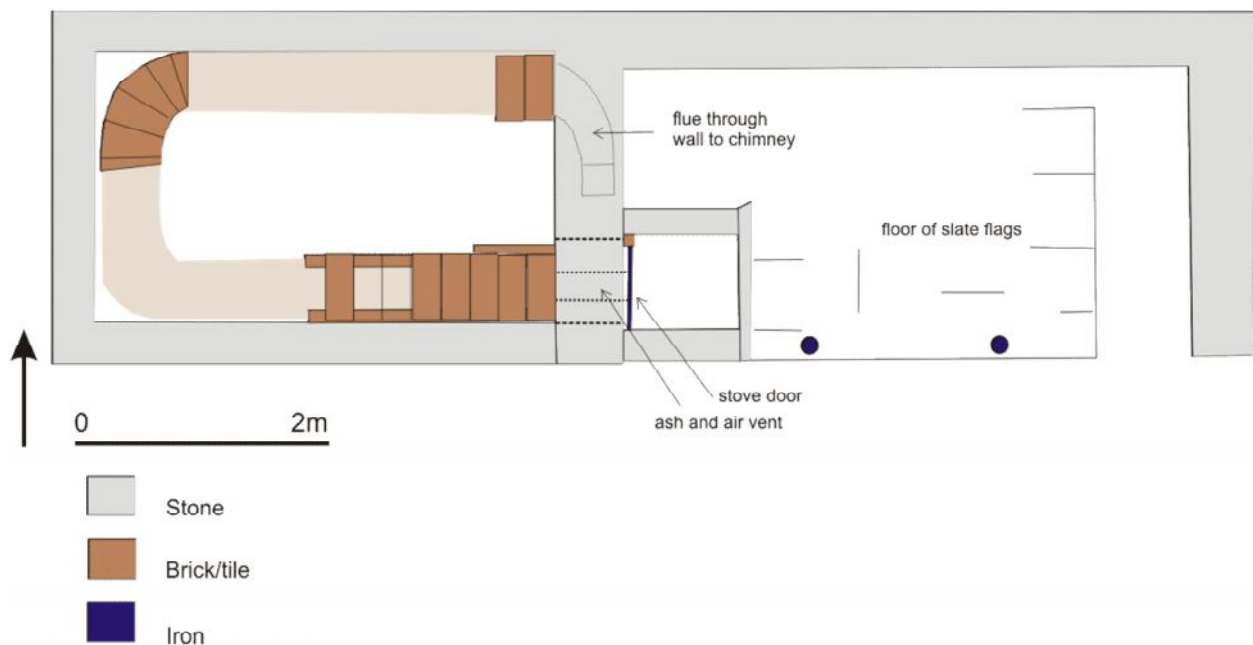 flue through
wall to chimney
floor of slate flags
stove door
ash and air vent
0 2m
Stone
Brick/tile
Iron